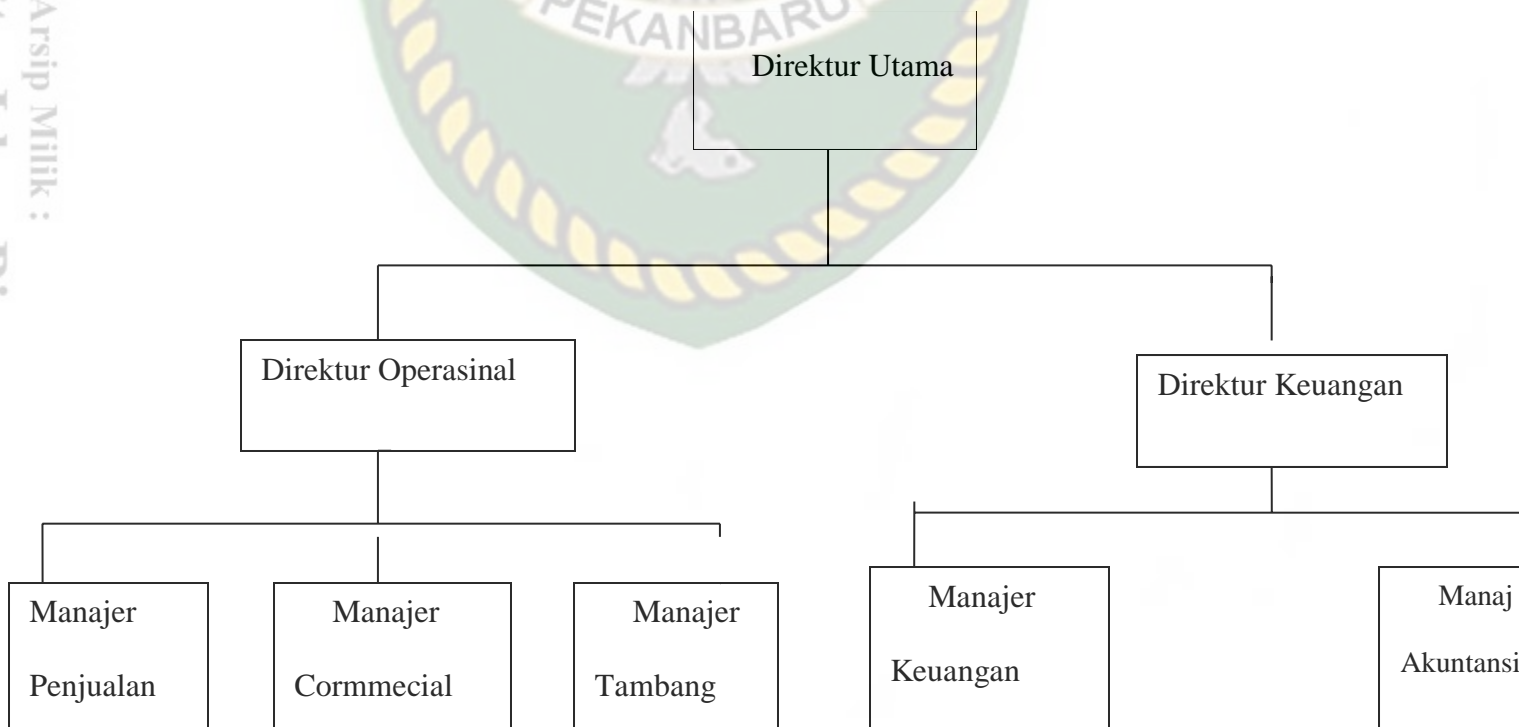 PEKANBARU
Arsip Milik :
Direktur Utama
Direktur Operasinal
Direktur Keuangan
Manajer
Penjualan
Manajer
Cormmecial
Manajer
Tambang
Manajer
Keuangan
Manaj
Akuntansi